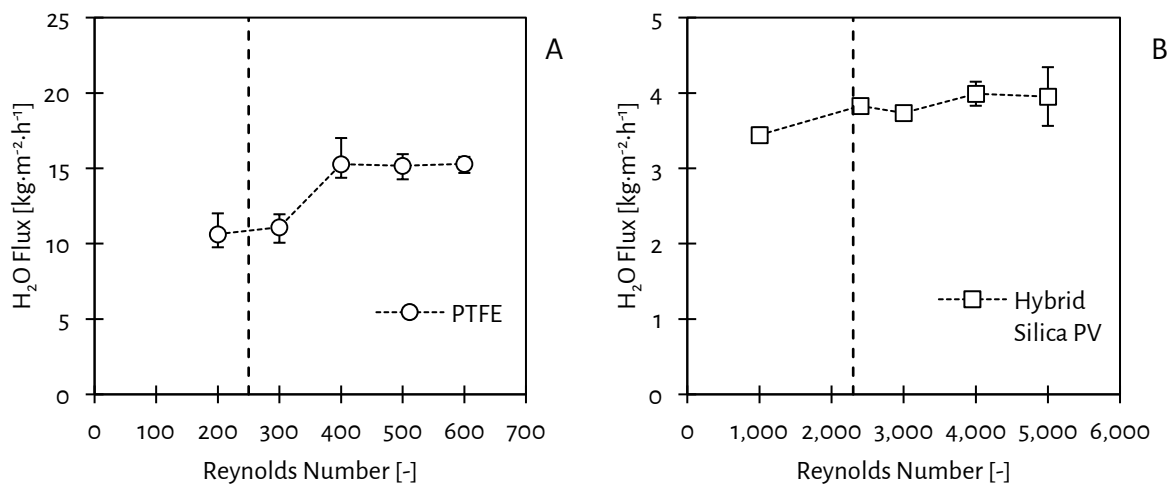 A
H₂O Flux [kg·m⁻²·h⁻¹]
25
20
15
10
5
0
0 100 200 300 400 500 600 700
Reynolds Number [-]
PTFE
B
H₂O Flux [kg·m⁻²·h⁻¹]
5
4
3
2
1
0
0 1,000 2,000 3,000 4,000 5,000 6,000
Reynolds Number [-]
Hybrid
Silica PV